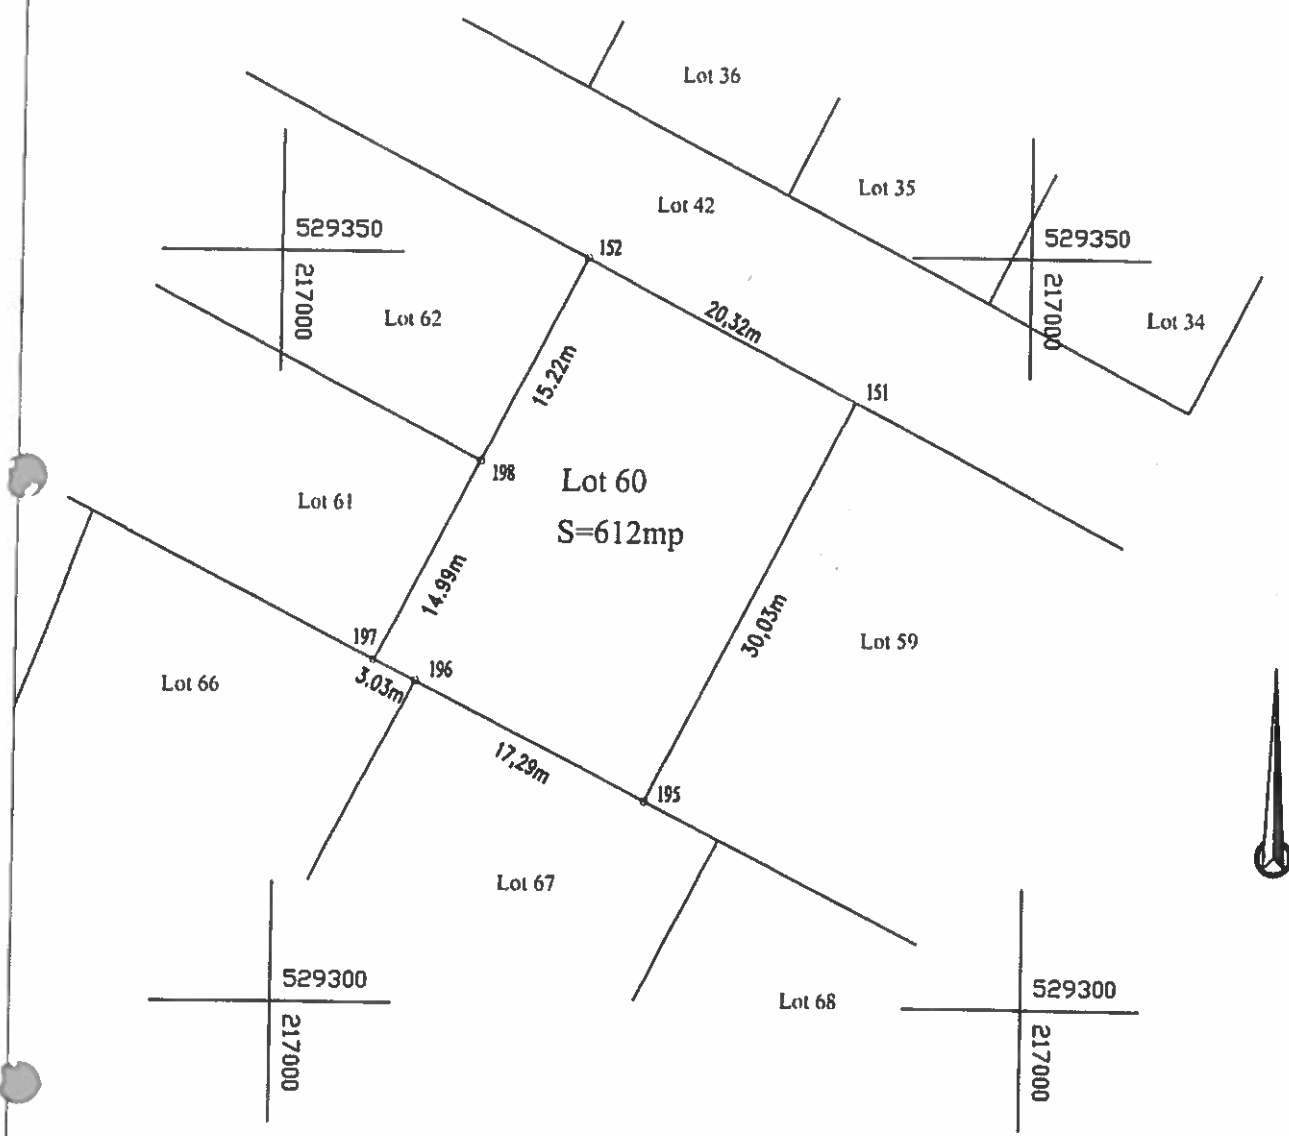 Lot 36
Lot 35
Lot 42
529350
217000
152
529350
217000
Lot 62
20,32m
Lot 34
15.22m
151
198
Lot 60
S=612mp
Lot 61
14.99m
30,03m
197
196
Lot 59
3.03m
Lot 66
17,29m
195
Lot 67
529300
217000
Lot 68
529300
217000